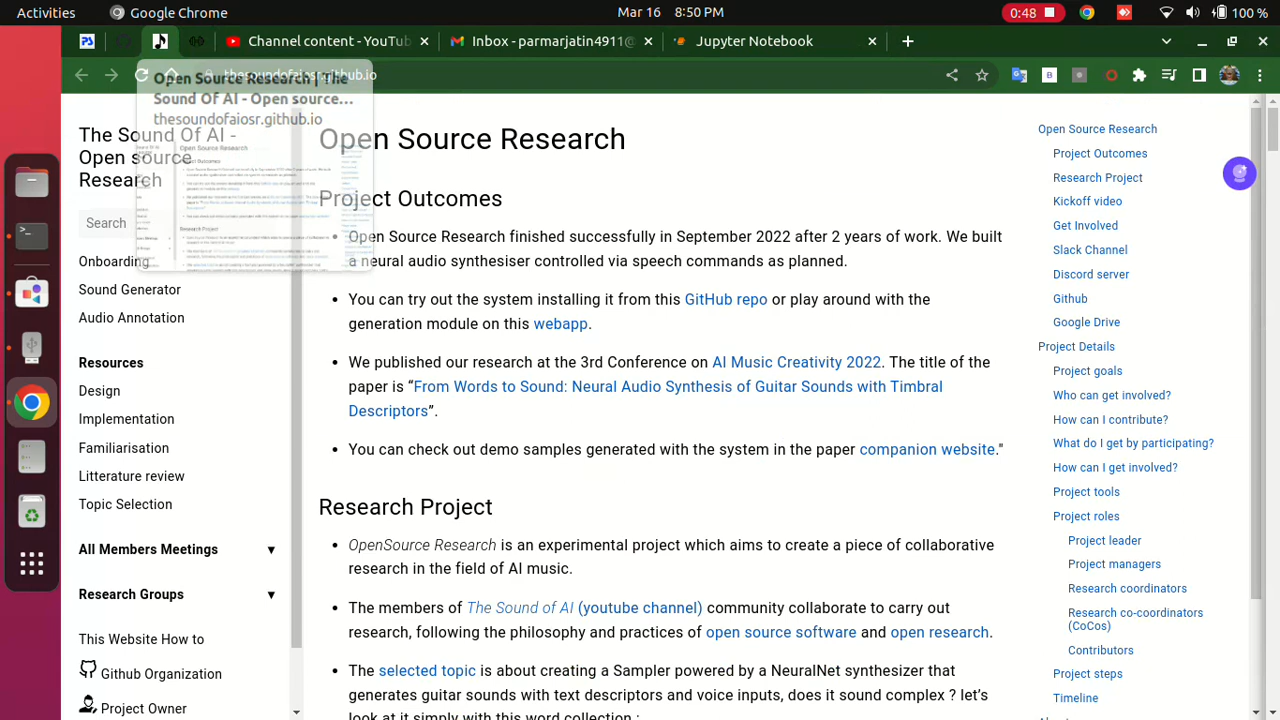 Mar 16 8:50 PM
0:48
100 %
Channel - YouTub
Inbox - parmarjatin4911@
Jupyter Notebook
thesoundofaiosr.github.io
Open Source Research | The
Sound Of AI - Open source…
thesoundofaiosr.github.io
The Sound Of AI -
Open source
Research
Search
Onboarding
Sound Generator
Audio Annotation
Resources
Design
Implementation
Familiarisation
Litterature review
Topic Selection
All Members Meetings ▾
Research Groups ▾
This Website How to
Github Organization
Project Owner
Open Source Research
Project Outcomes
• Open Source Research finished successfully in September 2022 after 2 years of work. We built
a neural audio synthesiser controlled via voice commands as planned.
• You can try out the system installing it from this GitHub repo or play around with the
generation module on this webapp.
• We published our research at the 3rd Conference on AI Music Creativity 2022. The title of the
paper is “From Words to Sound: Neural Audio Synthesis of Guitar Sounds with Timbral
Descriptors”.
• You can check out demo samples generated with the system in the paper companion website."
Research Project
• OpenSource Research is an experimental project which aims to create a piece of collaborative
research in the field of AI music.
• The members of The Sound of AI (youtube channel) community collaborate to carry out
research, following the philosophy and practices of open source software and open research.
• The selected topic is about creating a Sampler powered by a NeuralNet synthesizer that
generates guitar sounds with text descriptors and voice inputs, does it sound complex ? let’s
look at it simply with this word collection :
Open Source Research
Project Outcomes
Research Project
Kickoff video
Get Involved
Slack Channel
Discord server
Github
Google Drive
Project Details
Project goals
Who can get involved?
How can I contribute?
What do I get by participating?
How can I get involved?
Project tools
Project roles
Project leader
Project managers
Research coordinators
Research co-coordinators
(CoCos)
Contributors
Project steps
Timeline